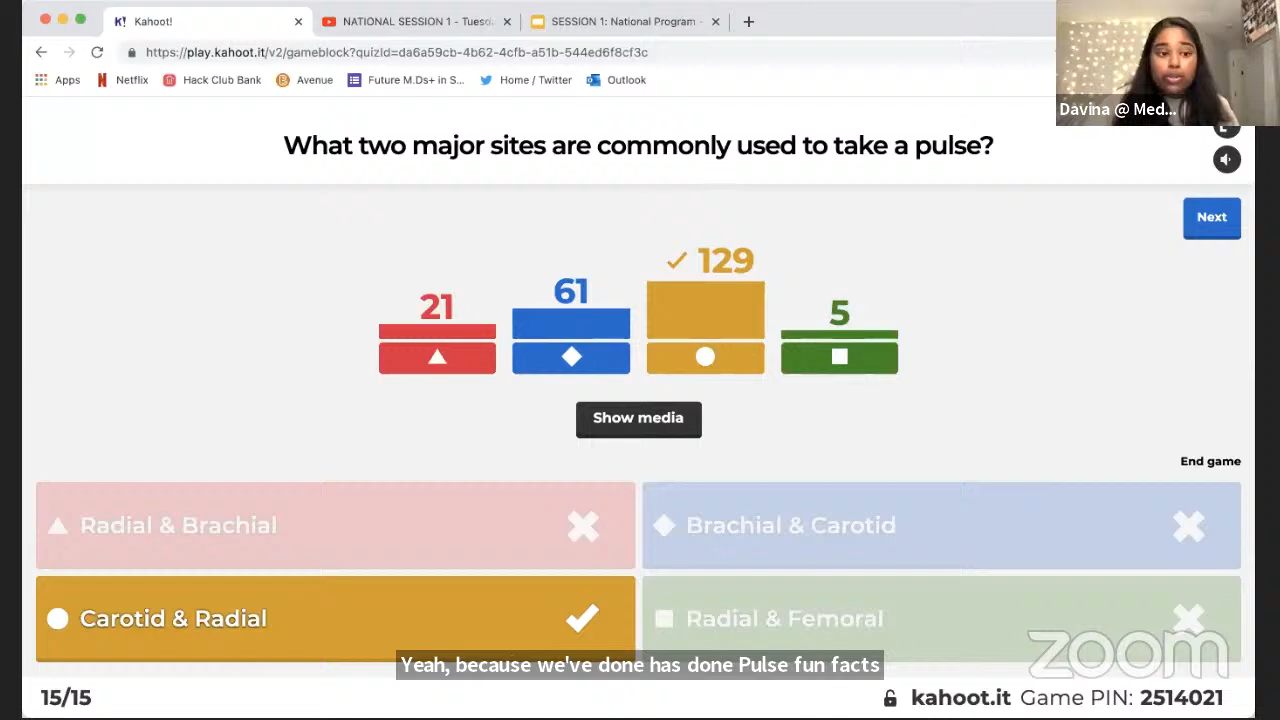 K! Kahoot!
NATIONAL SESSION 1 - Tuesd
SESSION 1: National Program -
https://play.kahoot.it/v2/gameblock?quizId=da6a59cb-4b62-4cfb-a51b-544ed6f8cf3c
Apps
Netflix
Hack Club Bank
Avenue
Future M.Ds+ in S...
Home / Twitter
Outlook
Davina @ Med...
What two major sites are commonly used to take a pulse?
Next
21
61
129
5
Show media
End game
Radial & Brachial
Brachial & Carotid
Carotid & Radial
Radial & Femoral
zoom
Yeah, because we've done has done Pulse fun facts
15/15
kahoot.it Game PIN: 2514021